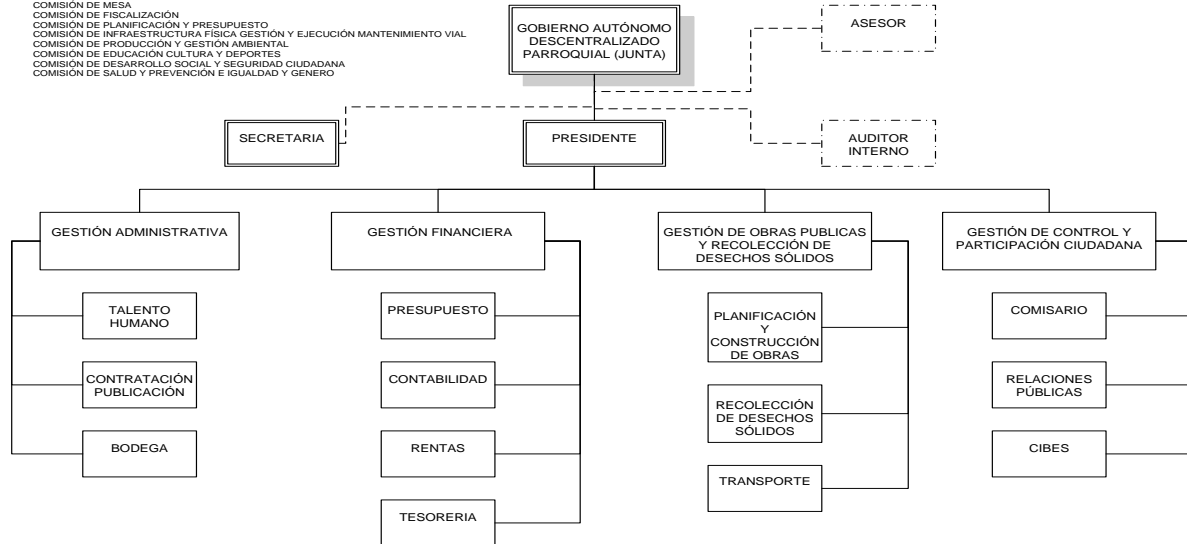 COMISIÓN DE MESA
COMISIÓN DE FISCALIZACIÓN
COMISIÓN DE PLANIFICACIÓN Y PRESUPUESTO
COMISIÓN DE INFRAESTRUCTURA FÍSICA GESTIÓN Y EJECUCIÓN MANTENIMIENTO VIAL
COMISIÓN DE PRODUCCIÓN Y GESTIÓN AMBIENTAL
COMISIÓN DE EDUCACIÓN CULTURA Y DEPORTES
COMISIÓN DE DESARROLLO SOCIAL Y SEGURIDAD CIUDADANA
COMISIÓN DE SALUD Y PREVENCIÓN E IGUALDAD Y GENERO
GOBIERNO AUTÓNOMO
DESCENTRALIZADO
PARROQUIAL (JUNTA)
ASESOR
SECRETARIA
PRESIDENTE
AUDITOR
INTERNO
GESTIÓN ADMINISTRATIVA
TALENTO
HUMANO
CONTRATACIÓN
PUBLICACIÓN
BODEGA
GESTIÓN FINANCIERA
PRESUPUESTO
CONTABILIDAD
RENTAS
TESORERIA
GESTIÓN DE OBRAS PUBLICAS
Y RECOLECCIÓN DE
DESECHOS SÓLIDOS
PLANIFICACIÓN
Y
CONSTRUCCIÓN
DE OBRAS
RECOLECCIÓN
DE DESECHOS
SÓLIDOS
TRANSPORTE
GESTIÓN DE CONTROL Y
PARTICIPACIÓN CIUDADANA
COMISARIO
RELACIONES
PÚBLICAS
CIBES